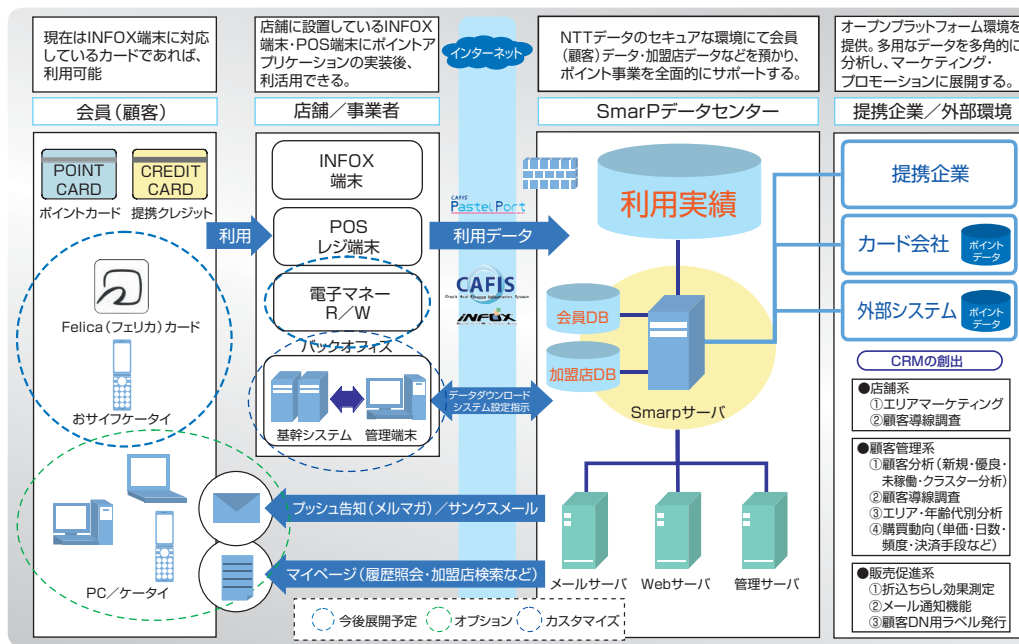 現在はINFOX端末に対応
しているカードであれば、
利用可能
店舗に設置しているINFOX
端末・POS端末にポイントア
プリケーションの実装後、
利活用できる。
インターネット
NTTデータのセキュアな環境にて会員
(顧客)データ・加盟店データなどを預かり、
ポイント事業を全面的にサポートする。
オープンプラットフォーム環境を
提供。多用なデータを多角的に
分析し、マーケティング・
プロモーションに展開する。
会員(顧客)
店舗/事業者
SmarPデータセンター
提携企業/外部環境
POINT
CARD
CREDIT
CARD
ポイントカード
提携クレジット
Felica(フェリカ)カード
おサイフケータイ
PC/ケータイ
利用
INFOX
端末
POS
レジ端末
電子マネー
R/W
バックオフィス
基幹システム
管理端末
CAFIS
PastelPort
利用データ
CAFIS
INFOX
データダウンロード
システム設定指示
プッシュ告知(メルマガ)/サンクスメール
マイページ(履歴照会・加盟店検索など)
利用実績
会員DB
加盟店DB
Smarpサーバ
メールサーバ
Webサーバ
管理サーバ
提携企業
カード会社
ポイント
データ
外部システム
ポイント
データ
CRMの創出
●店舗系
①エリアマーケティング
②顧客導線調査
●顧客管理系
①顧客分析(新規・優良・
未稼働・クラスター分析)
②顧客導線調査
③エリア・年齢代別分析
④購買動向(単価・日数・
頻度・決済手段など)
●販売促進系
①折込ちらし効果測定
②メール通知機能
③顧客DN用ラベル発行
今後展開予定
オプション
カスタマイズ